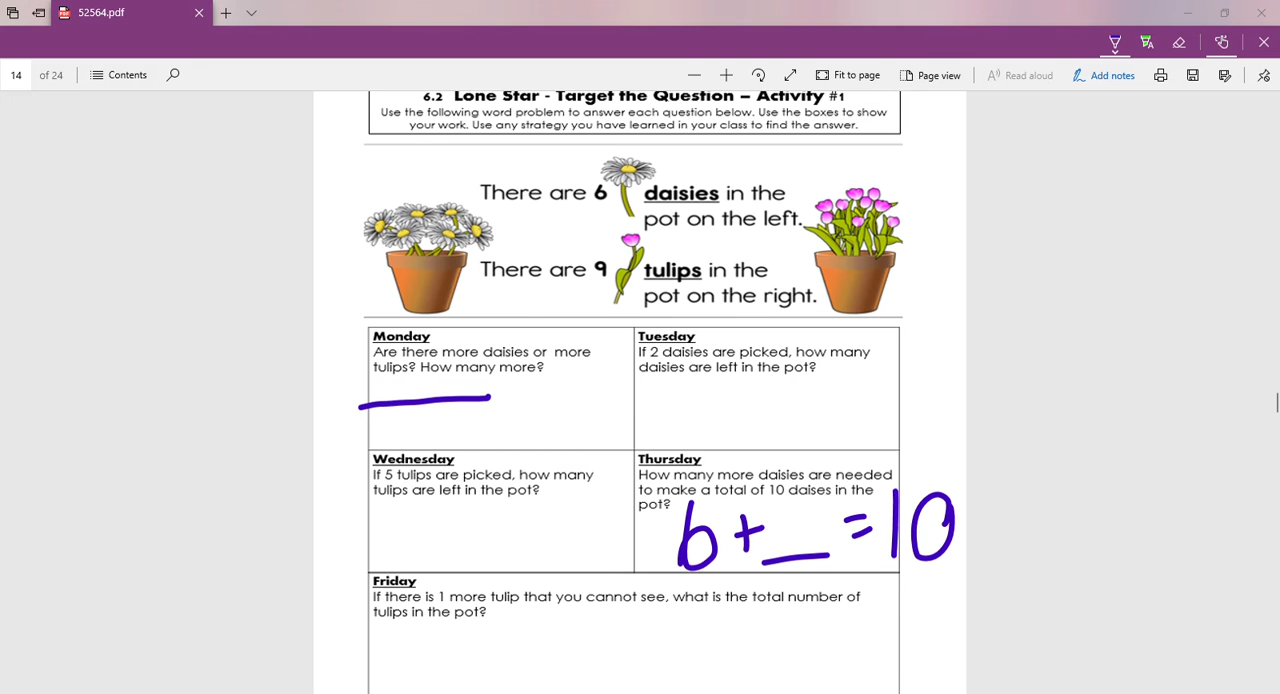 52564.pdf
14 of 24
Contents
Fit to page
Page view
Read aloud
Add notes
6.2 Lone Star - Target the Question – Activity #1
Use the following word problem to answer each question below. Use the boxes to show
your work. Use any strategy you have learned in your class to find the answer.
There are 6 daisies in the
pot on the left.
There are 9 tulips in the
pot on the right.
Monday
Are there more daisies or more
tulips? How many more?
Tuesday
If 2 daisies are picked, how many
daisies are left in the pot?
Wednesday
If 5 tulips are picked, how many
tulips are left in the pot?
Thursday
How many more daisies are needed
to make a total of 10 daises in the
pot?
6 + __ = 10
Friday
If there is 1 more tulip that you cannot see, what is the total number of
tulips in the pot?